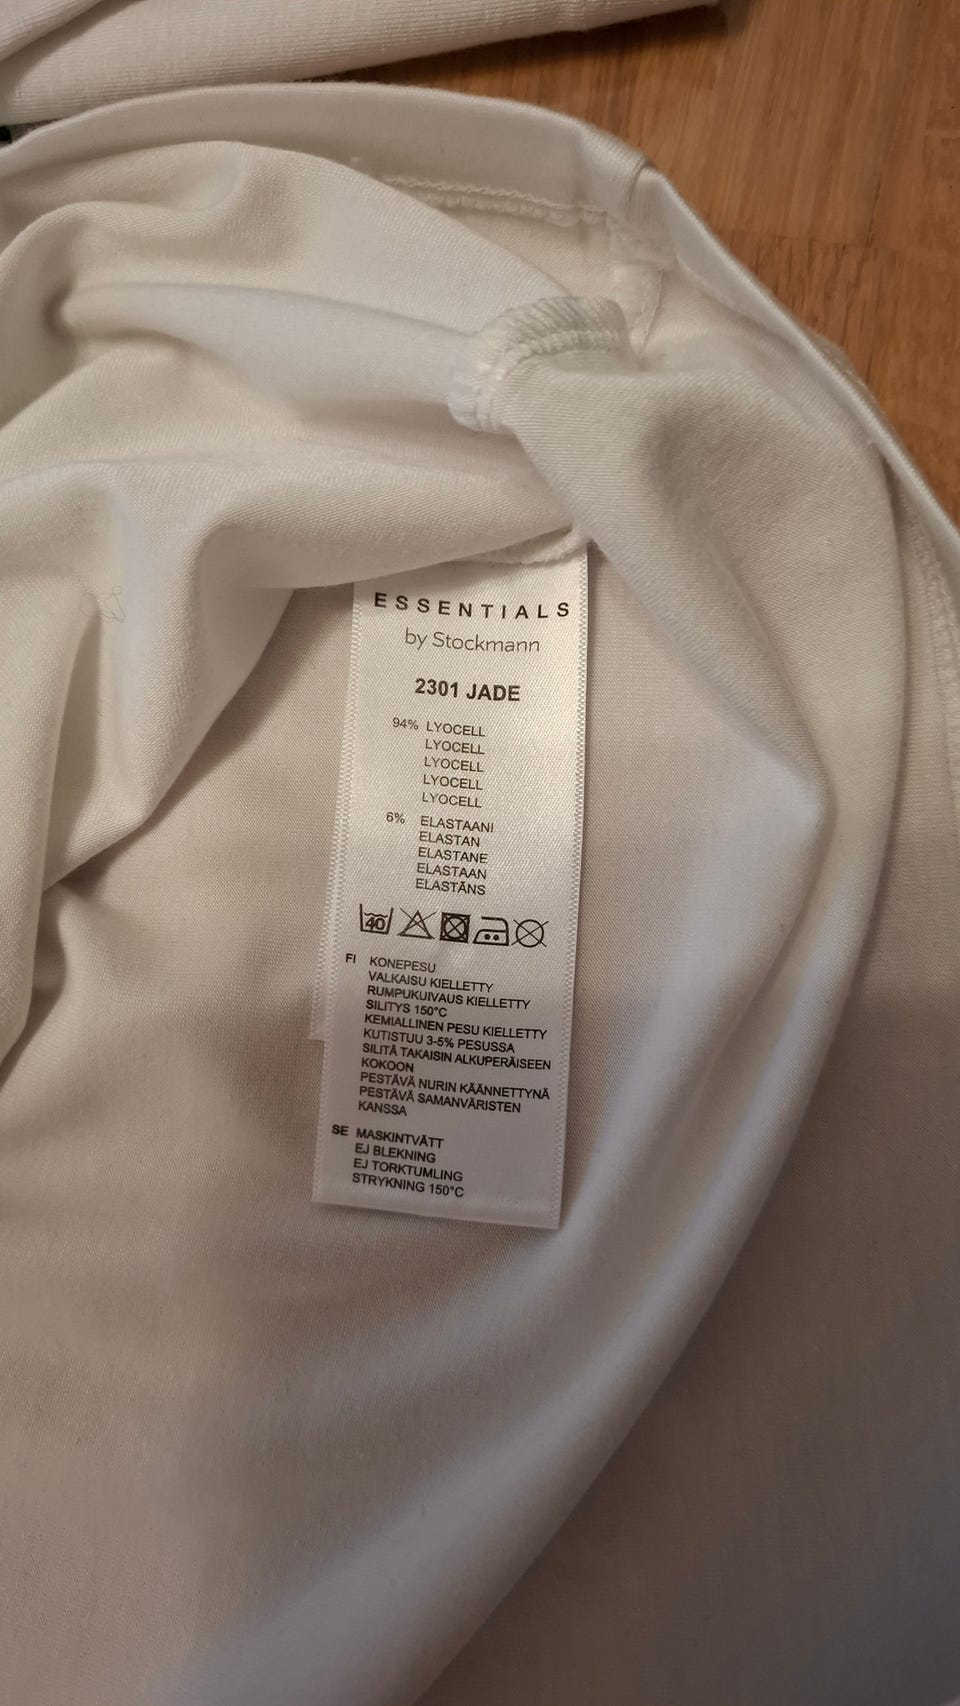 ESSENTIALS
by Stockmann
2301 JADE
94% LYOCELL
LYOCELL
LYOCELL
LYOCELL
LYOCELL
6% ELASTAANI
ELASTAN
ELASTANE
ELASTAAN
ELASTĀNS
40
FI KONEPESU
VALKAISU KIELLETTY
RUMPUKUIVAUS KIELLETTY
SILITYS 150°C
KEMIALLINEN PESU KIELLETTY
KUTISTUU 3-5% PESUSSA
SILITÄ TAKAISIN ALKUPERÄISEEN
KOKOON
PESTÄVÄ NURIN KÄÄNNETTYNÄ
PESTÄVÄ SAMANVÄRISTEN
KANSSA
SE MASKINTVÄTT
EJ BLEKNING
EJ TORKTUMLING
STRYKNING 150°C